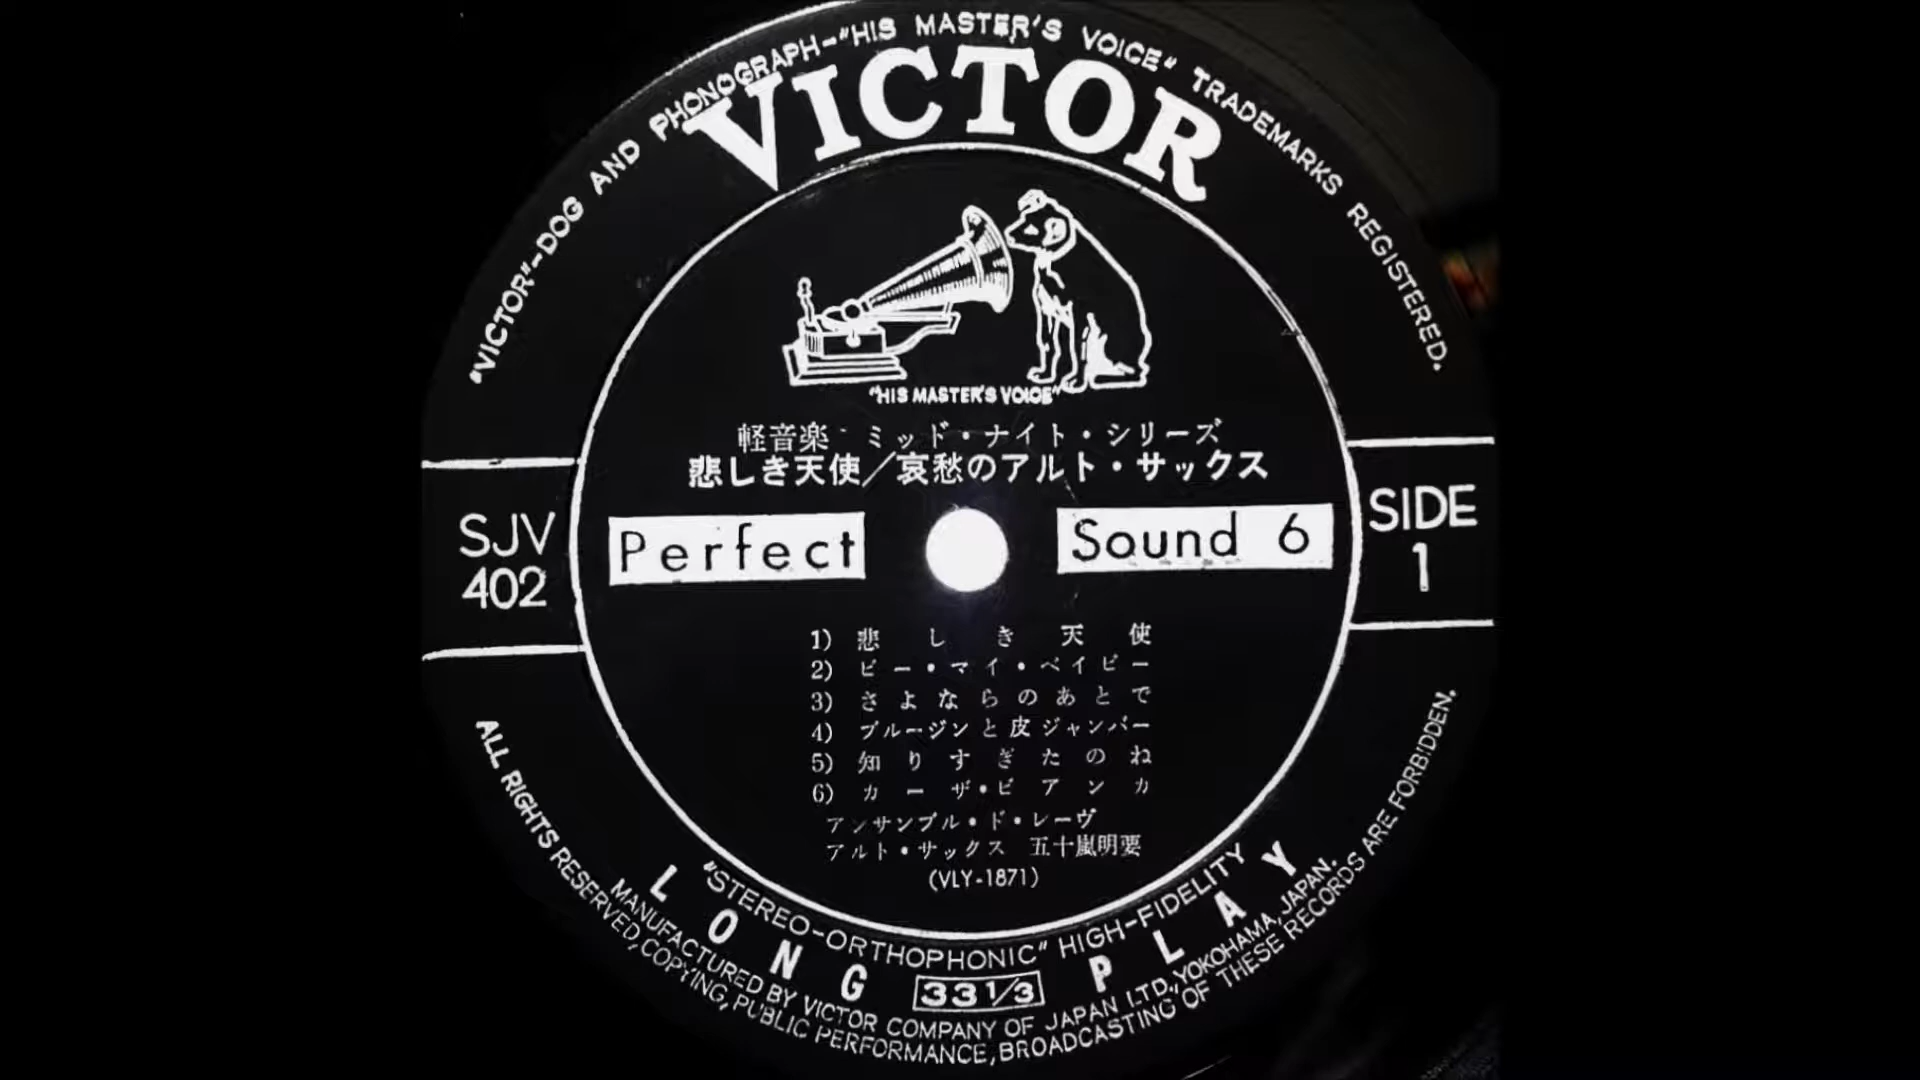 "VICTOR"-DOG AND PHONOGRAPH-"HIS MASTER'S VOICE" TRADEMARKS REGISTERED.
VICTOR
"HIS MASTER'S VOICE"
軽音楽・ミッド・ナイト・シリーズ
悲しき天使／哀愁のアルト・サックス
SJV
402
Perfect
Sound 6
SIDE
1
1) 悲しき天使
2) ビー・マイ・ベイビー
3) さよならのあとで
4) ブルージンと皮ジャンパー
5) 知りすぎたのね
6) カーザ・ビアンカ
アンサンブル・ド・レーヴ
アルト・サックス 五十嵐明要
(VLY-1871)
"STEREO-ORTHOPHONIC" HIGH-FIDELITY
LONG PLAY
33 1/3
MANUFACTURED BY VICTOR COMPANY OF JAPAN LTD., YOKOHAMA, JAPAN.
ALL RIGHTS RESERVED, COPYING, PUBLIC PERFORMANCE, BROADCASTING OF THESE RECORDS ARE FORBIDDEN.